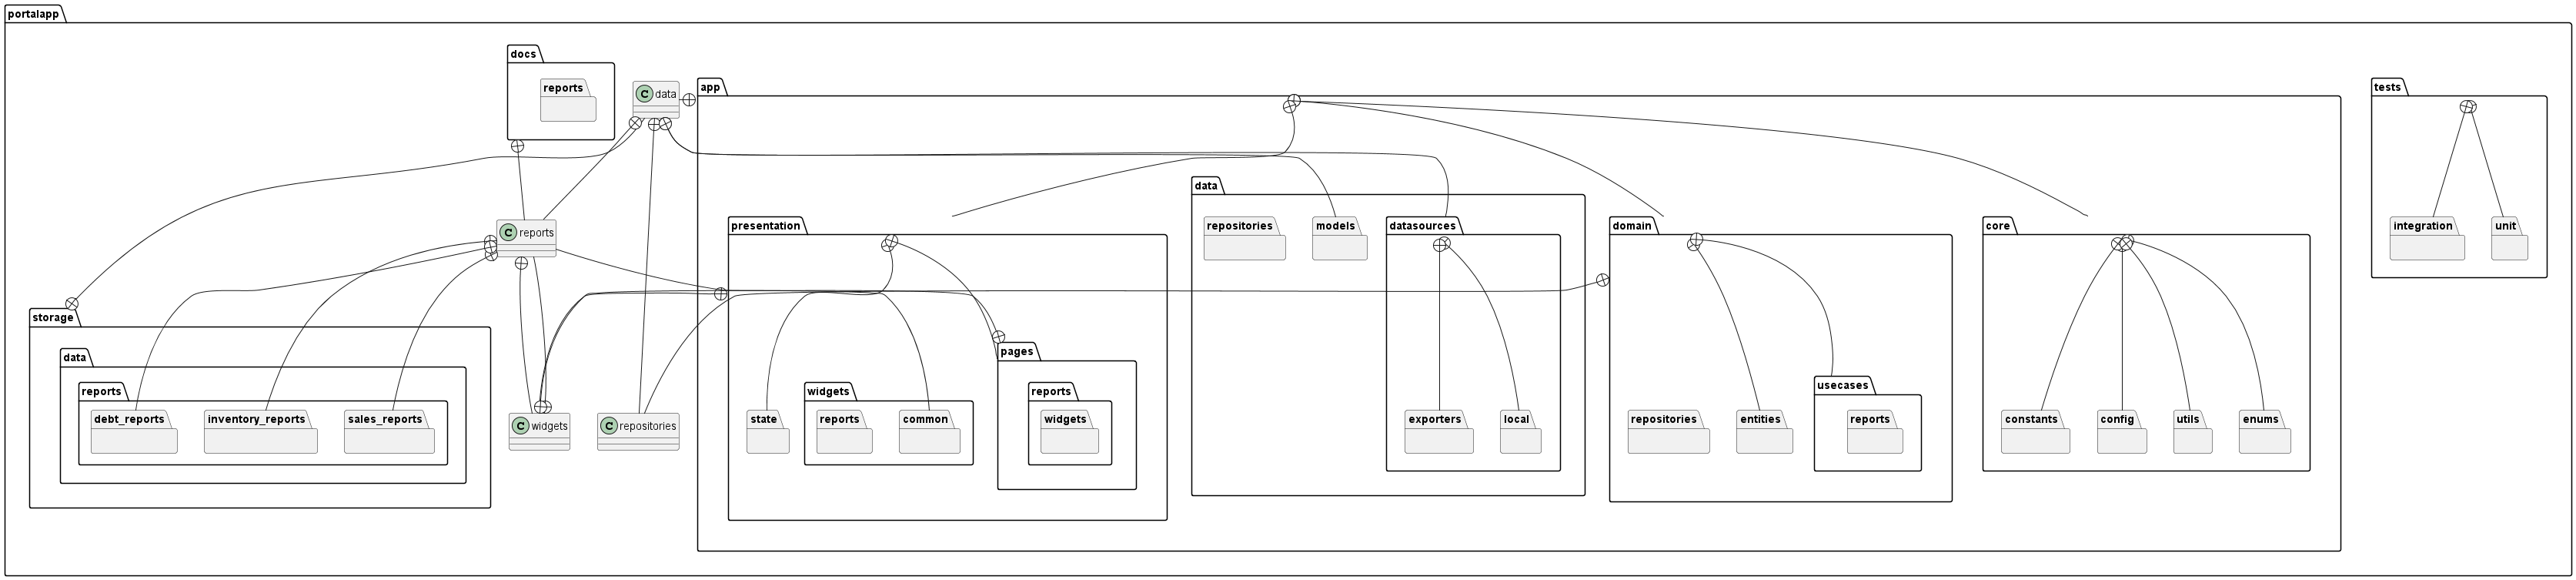 portalapp
docs
reports
C data
app
tests
data
presentation
repositories
models
datasources
domain
core
integration
unit
C reports
storage
data
reports
debt_reports
inventory_reports
sales_reports
C widgets
C repositories
pages
widgets
reports
state
reports
common
widgets
exporters
local
usecases
repositories
entities
reports
constants
config
utils
enums